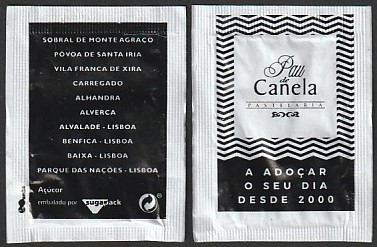 SOBRAL DE MONTE AGRAÇO
PÓVOA DE SANTA IRIA
VILA FRANCA DE XIRA
CARREGADO
ALHANDRA
ALVERCA
ALVALADE - LISBOA
BENFICA - LISBOA
BAIXA - LISBOA
PARQUE DAS NAÇÕES - LISBOA
Açúcar
embalado por sugarpack
Pau
de
Canela
PASTELARIA
A ADOÇAR
O SEU DIA
DESDE 2000